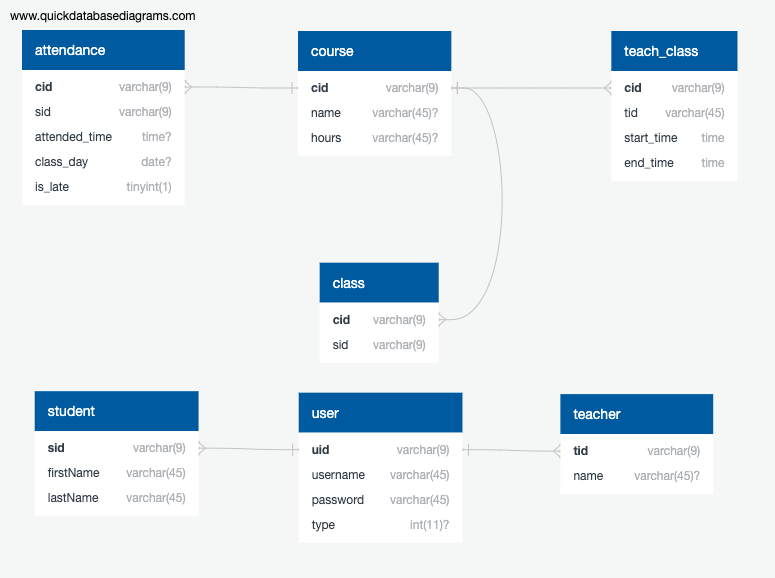 www.quickdatabasediagrams.com
attendance
cid varchar(9)
sid varchar(9)
attended_time time?
class_day date?
is_late tinyint(1)
course
cid varchar(9)
name varchar(45)?
hours varchar(45)?
teach_class
cid varchar(9)
tid varchar(45)
start_time time
end_time time
class
cid varchar(9)
sid varchar(9)
student
sid varchar(9)
firstName varchar(45)
lastName varchar(45)
user
uid varchar(9)
username varchar(45)
password varchar(45)
type int(11)?
teacher
tid varchar(9)
name varchar(45)?